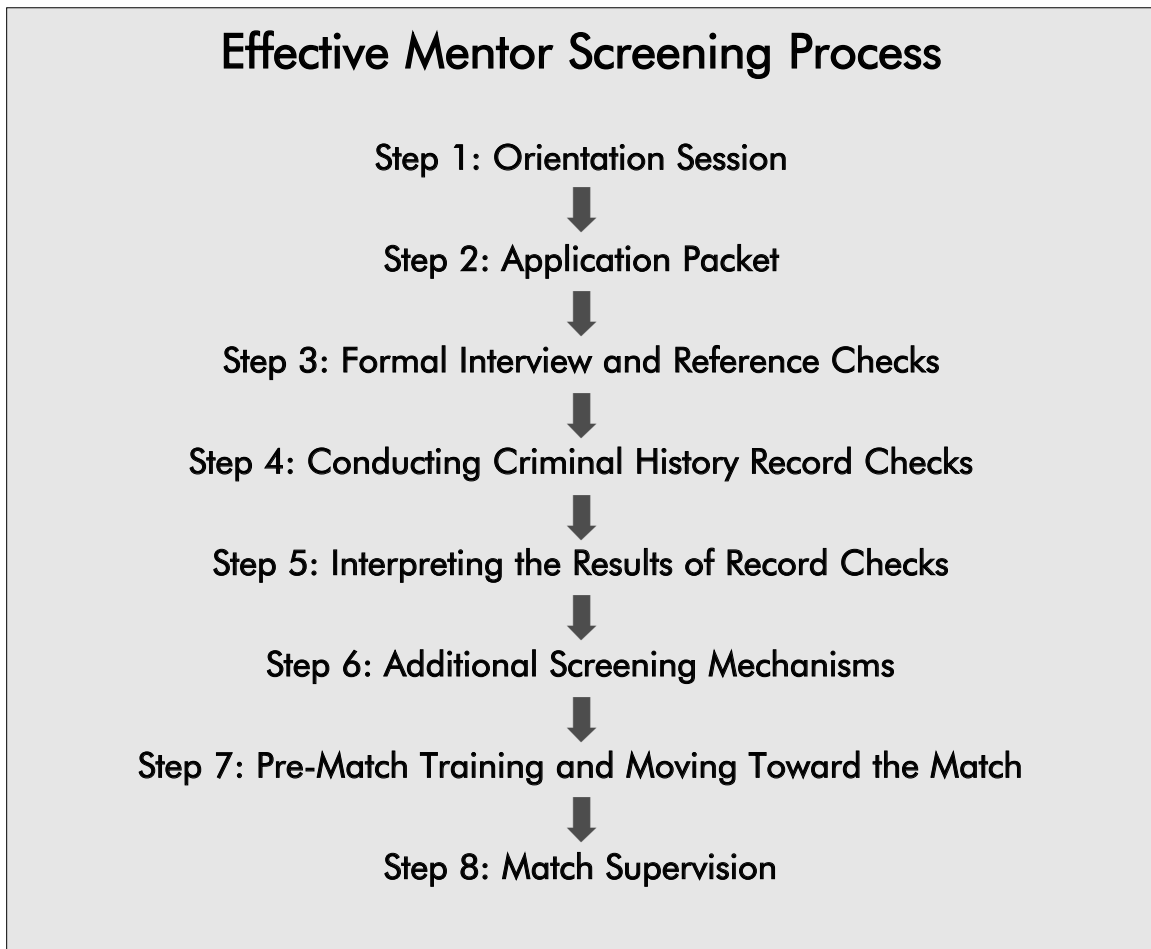 Effective Mentor Screening Process
Step 1: Orientation Session
Step 2: Application Packet
Step 3: Formal Interview and Reference Checks
Step 4: Conducting Criminal History Record Checks
Step 5: Interpreting the Results of Record Checks
Step 6: Additional Screening Mechanisms
Step 7: Pre-Match Training and Moving Toward the Match
Step 8: Match Supervision